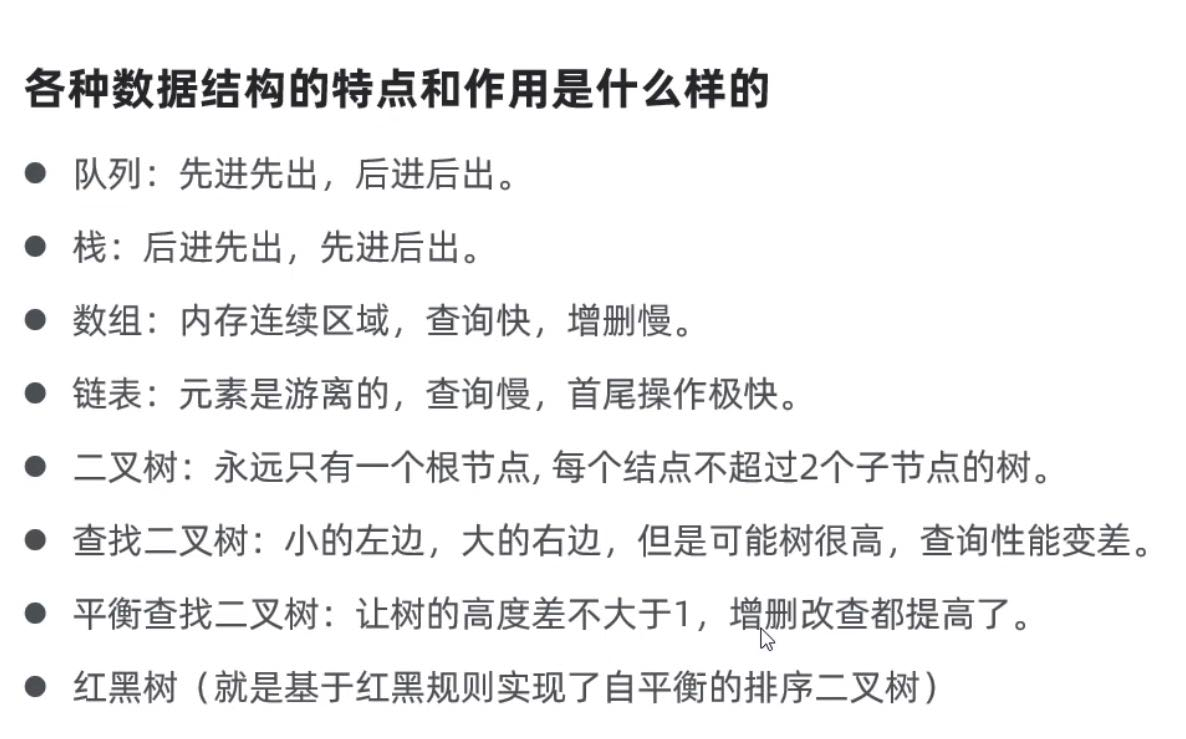 各种数据结构的特点和作用是什么样的
● 队列：先进先出，后进后出。
● 栈：后进先出，先进后出。
● 数组：内存连续区域，查询快，增删慢。
● 链表：元素是游离的，查询慢，首尾操作极快。
● 二叉树：永远只有一个根节点, 每个结点不超过2个子节点的树。
● 查找二叉树：小的左边，大的右边，但是可能树很高，查询性能变差。
● 平衡查找二叉树：让树的高度差不大于1，增删改查都提高了。
● 红黑树（就是基于红黑规则实现了自平衡的排序二叉树）